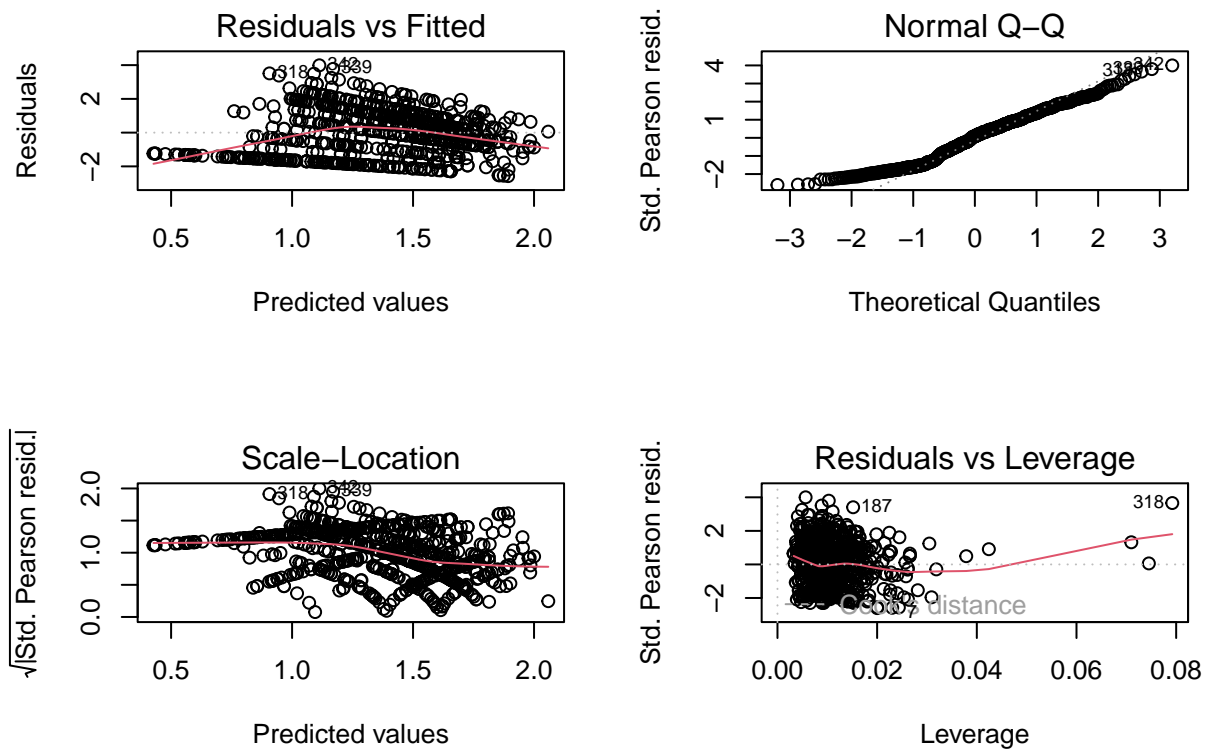 Residuals vs Fitted
Residuals
2
−2
318
342
339
0.5 1.0 1.5 2.0
Predicted values
Normal Q−Q
Std. Pearson resid.
4
1
−2
342
−3 −2 −1 0 1 2 3
Theoretical Quantiles
Scale−Location
√|Std. Pearson resid.|
2.0
1.0
0.0
318
342
339
0.5 1.0 1.5 2.0
Predicted values
Residuals vs Leverage
Std. Pearson resid.
2
−2
187
318
Cook's distance
0.00 0.02 0.04 0.06 0.08
Leverage